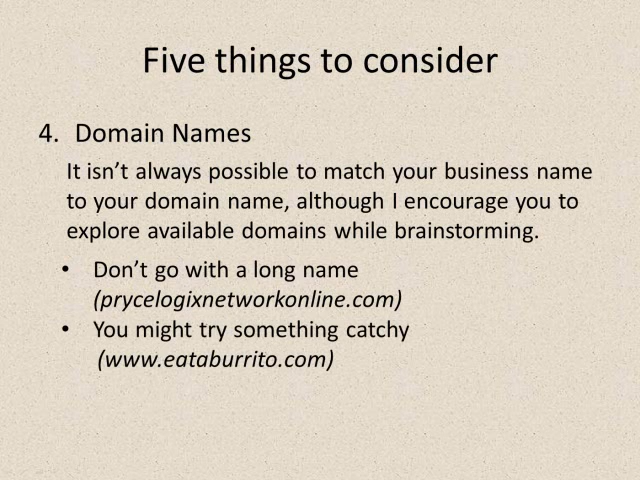 Five things to consider
4. Domain Names
It isn’t always possible to match your business name
to your domain name, although I encourage you to
explore available domains while brainstorming.
• Don’t go with a long name
(prycelogixnetworkonline.com)
• You might try something catchy
(www.eataburrito.com)